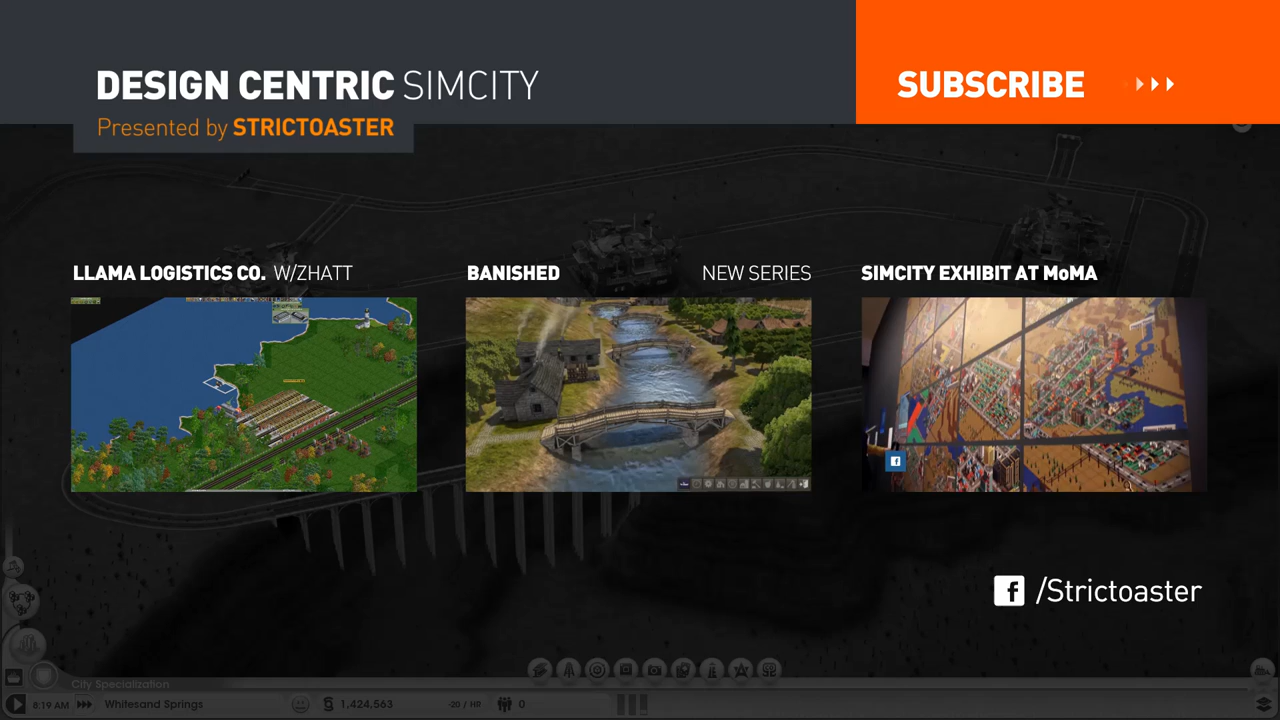 DESIGN CENTRIC SIMCITY
SUBSCRIBE
Presented by STRICTOASTER
LLAMA LOGISTICS CO. W/ZHATT
BANISHED NEW SERIES
SIMCITY EXHIBIT AT MoMA
/Strictoaster
City Specialization
8:19 AM Whitesand Springs 1,424,563 -20 / HR 0